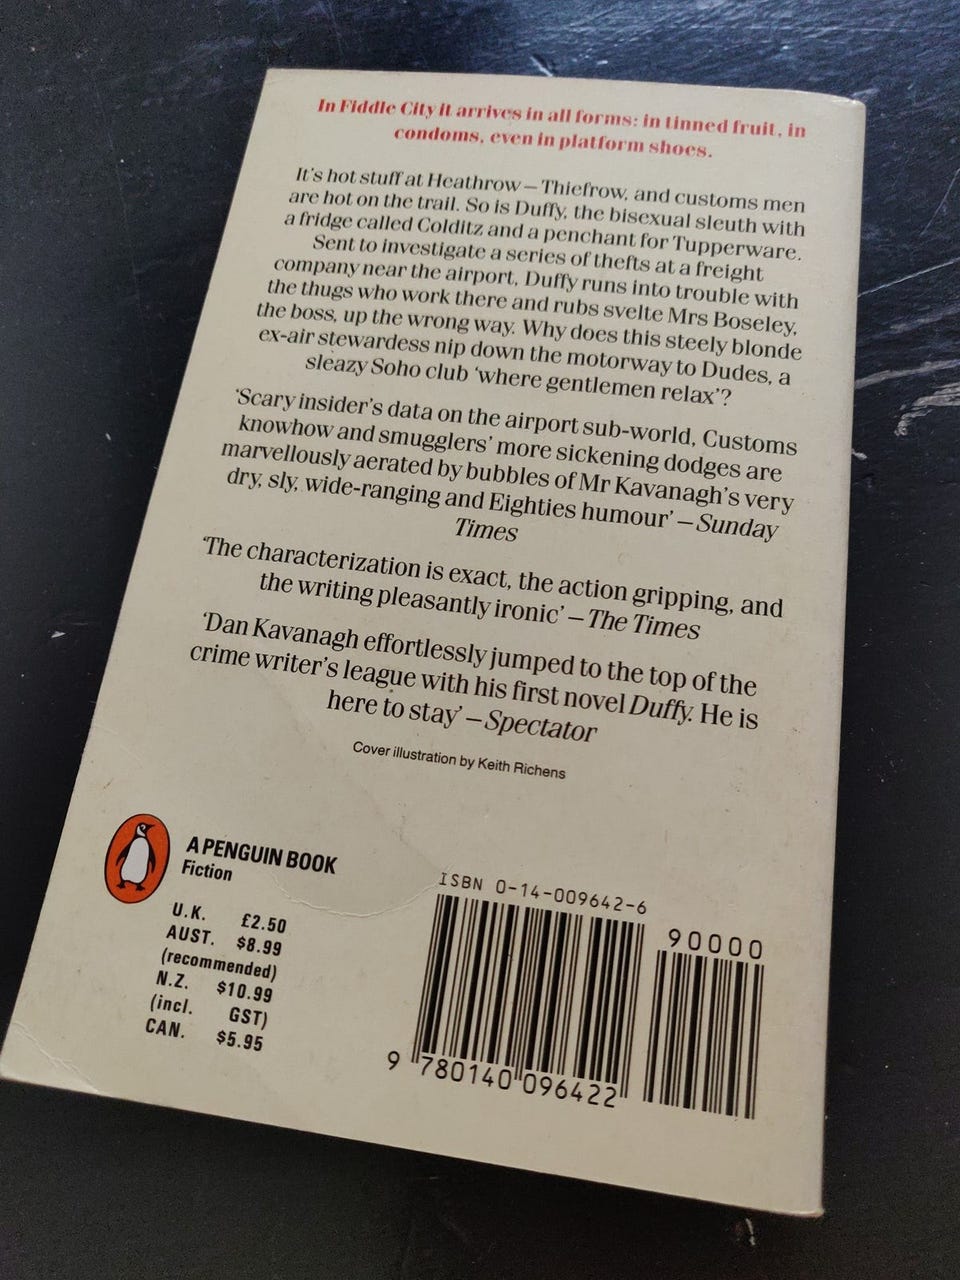 In Fiddle City it arrives in all forms: in tinned fruit, in
condoms, even in platform shoes.
It's hot stuff at Heathrow – Thiefrow, and customs men
are hot on the trail. So is Duffy, the bisexual sleuth with
a fridge called Colditz and a penchant for Tupperware.
Sent to investigate a series of thefts at a freight
company near the airport, Duffy runs into trouble with
the thugs who work there and rubs svelte Mrs Boseley,
the boss, up the wrong way. Why does this steely blonde
ex-air stewardess nip down the motorway to Dudes, a
sleazy Soho club 'where gentlemen relax'?
'Scary insider's data on the airport sub-world, Customs
knowhow and smugglers' more sickening dodges are
marvellously aerated by bubbles of Mr Kavanagh's very
dry, sly, wide-ranging and Eighties humour' – Sunday
Times
'The characterization is exact, the action gripping, and
the writing pleasantly ironic' – The Times
'Dan Kavanagh effortlessly jumped to the top of the
crime writer's league with his first novel Duffy. He is
here to stay' – Spectator
Cover illustration by Keith Richens
A PENGUIN BOOK
Fiction
U.K. £2.50
AUST. $8.99
(recommended)
N.Z. $10.99
(incl. GST)
CAN. $5.95
ISBN 0-14-009642-6
90000
9 780140 096422